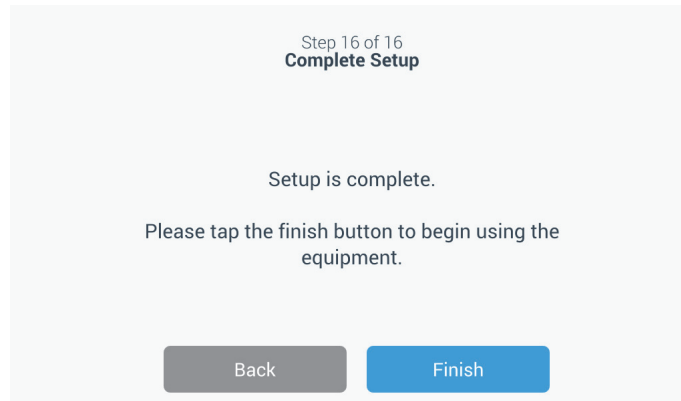 Step 16 of 16
Complete Setup
Setup is complete.
Please tap the finish button to begin using the
equipment.
Back
Finish